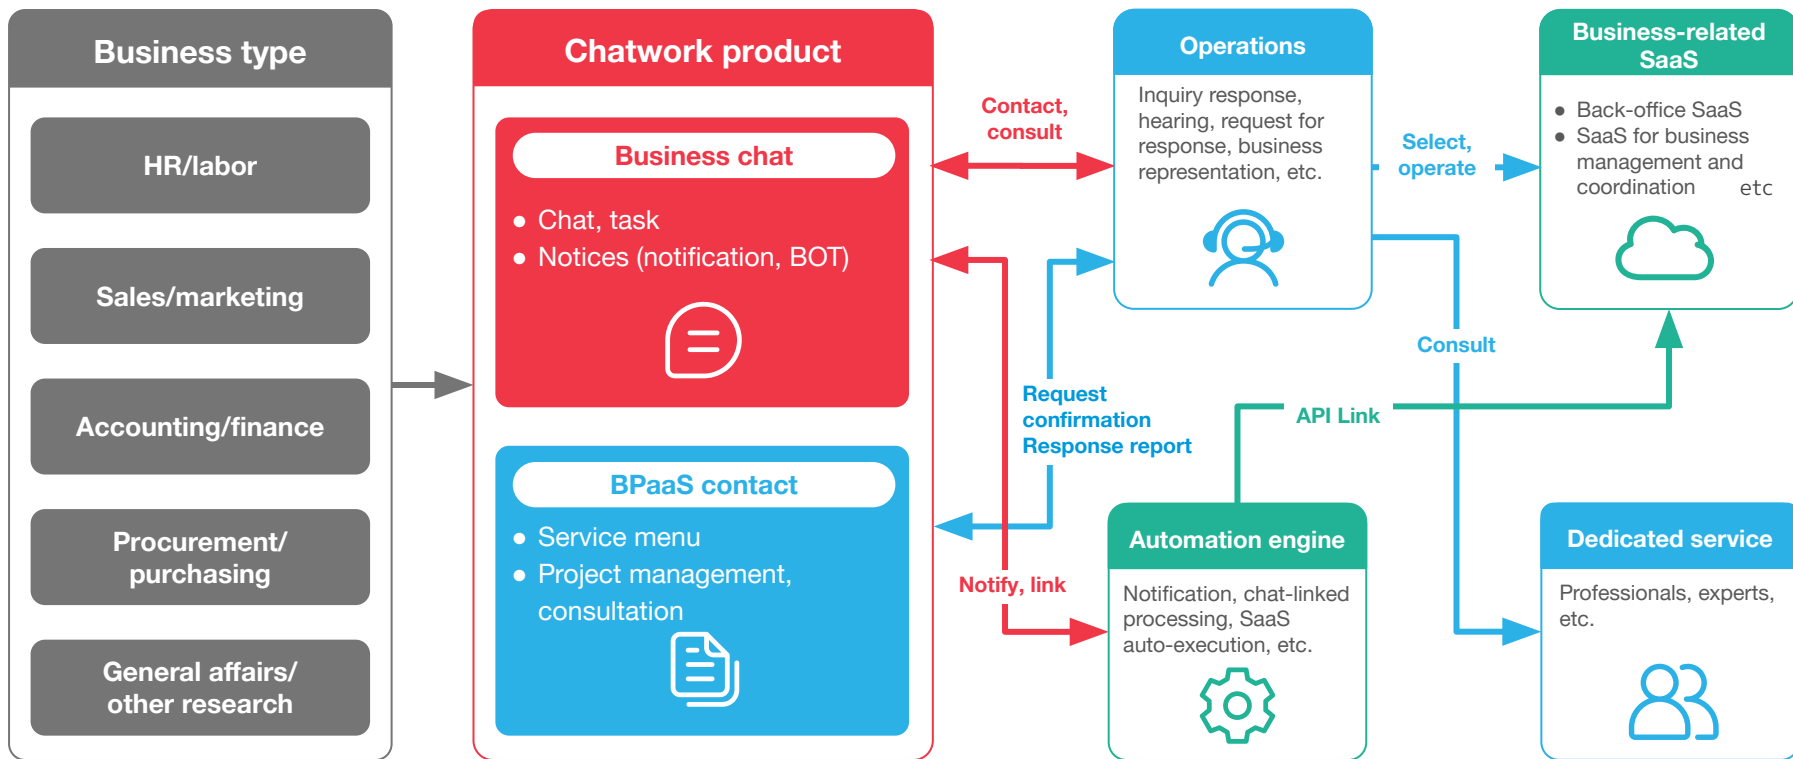 Business type
HR/labor
Sales/marketing
Accounting/finance
Procurement/
purchasing
General affairs/
other research
Chatwork product
Business chat
● Chat, task
● Notices (notification, BOT)
BPaaS contact
● Service menu
● Project management,
consultation
Contact,
consult
Request
confirmation
Response report
Notify, link
Operations
Inquiry response,
hearing, request for
response, business
representation, etc.
Select,
operate
Consult
API Link
Automation engine
Notification, chat-linked
processing, SaaS
auto-execution, etc.
Business-related
SaaS
● Back-office SaaS
● SaaS for business
management and
coordination etc
Dedicated service
Professionals, experts,
etc.